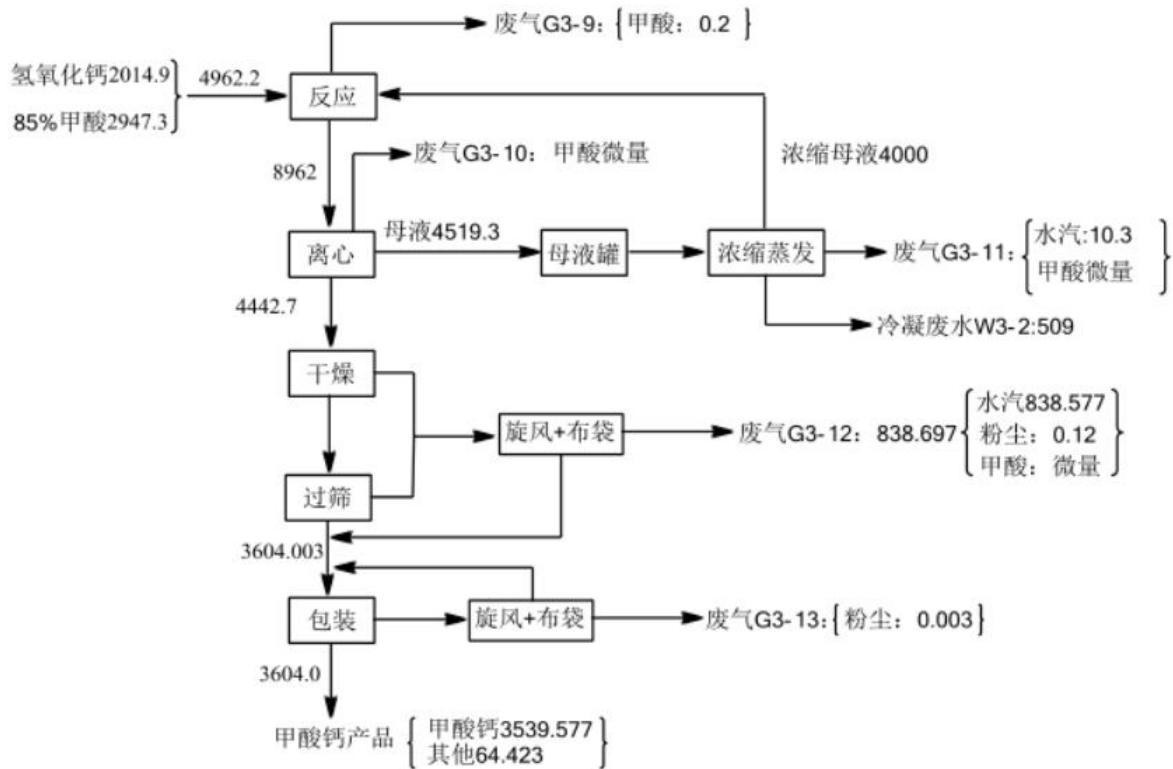 废气G3-9：{甲酸：0.2}
氢氧化钙2014.9
4962.2
反应
85%甲酸2947.3
废气G3-10：甲酸微量
浓缩母液4000
8962
母液4519.3
水汽:10.3
离心
母液罐
浓缩蒸发
废气G3-11：
甲酸微量
4442.7
冷凝废水W3-2:509
干燥
水汽838.577
旋风+布袋
废气G3-12：838.697
粉尘：0.12
甲酸：微量
过筛
3604.003
包装
旋风+布袋
废气G3-13：{粉尘：0.003}
3604.0
甲酸钙产品
甲酸钙3539.577
其他64.423